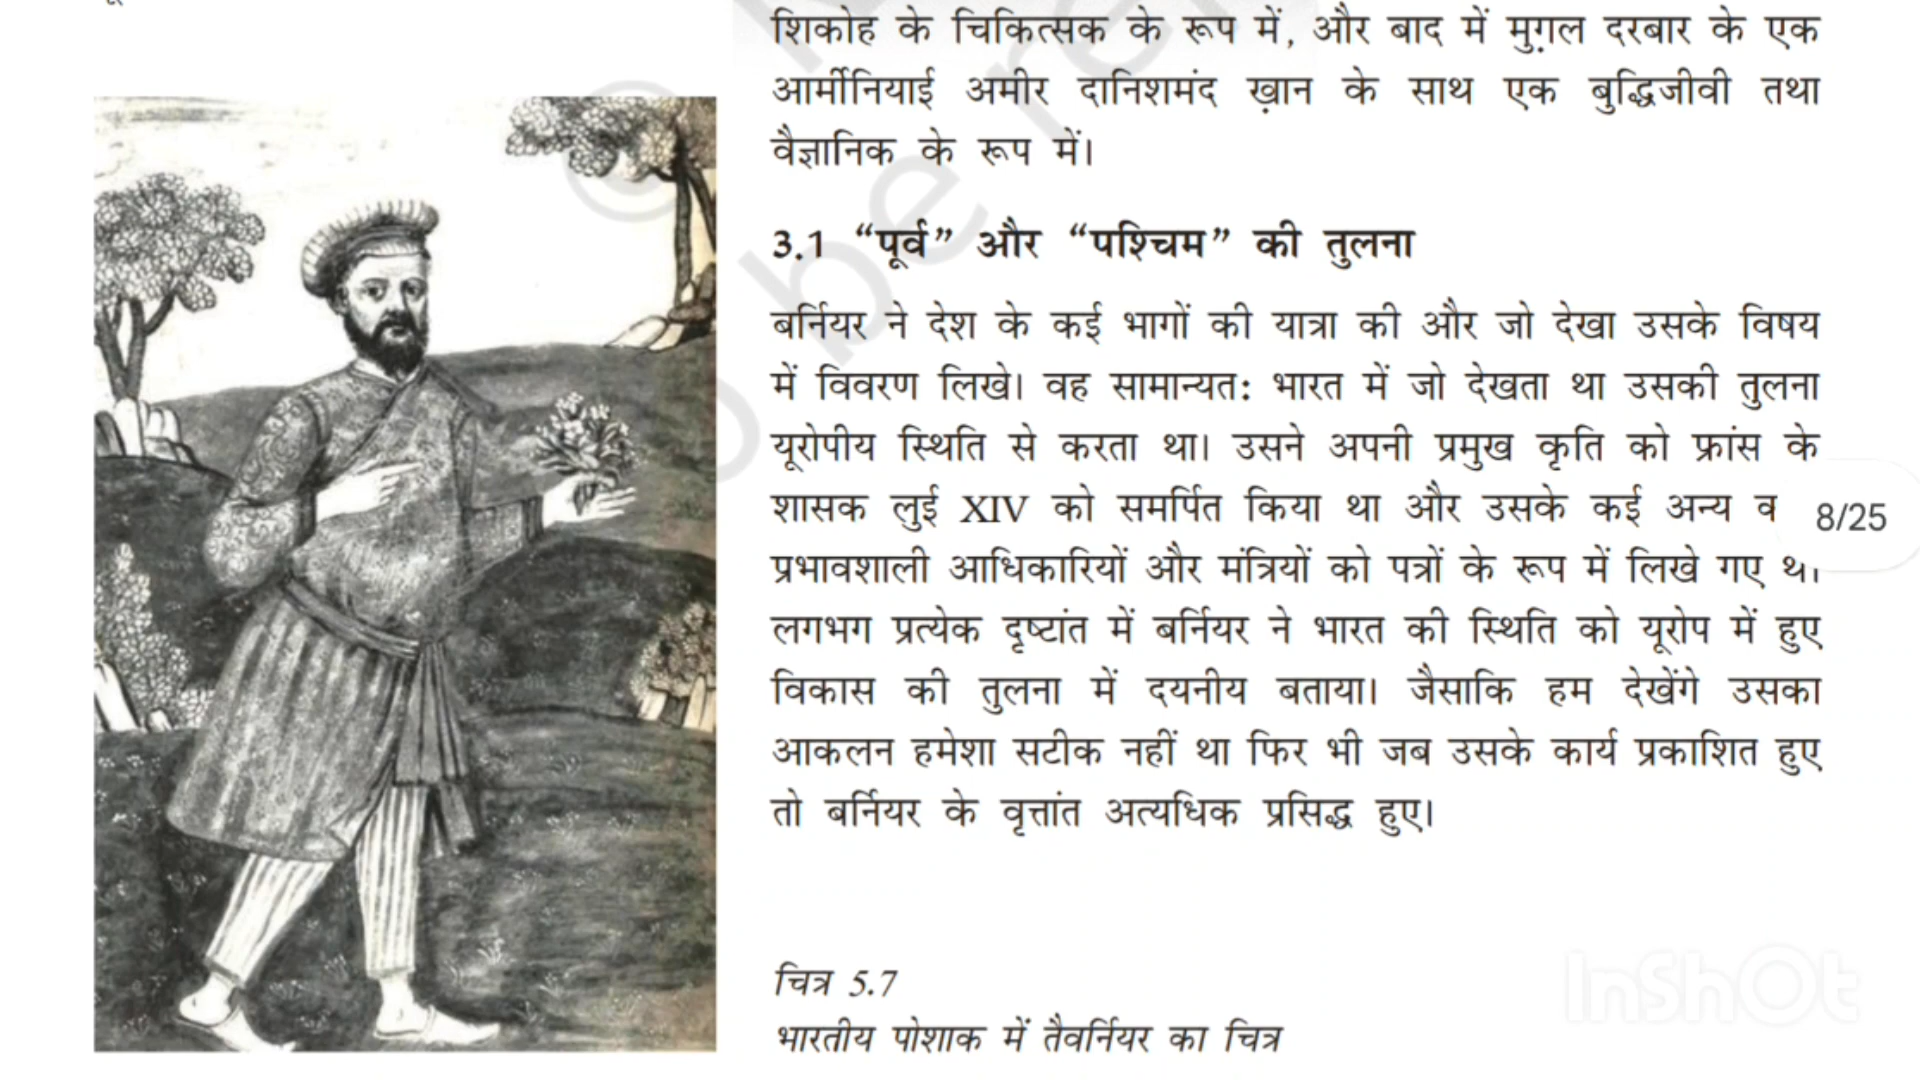 शिकोह के चिकित्सक के रूप में, और बाद में मुग़ल दरबार के एक
आर्मीनियाई अमीर दानिशमंद ख़ान के साथ एक बुद्धिजीवी तथा
वैज्ञानिक के रूप में।
3.1 “पूर्व” और “पश्चिम” की तुलना
बर्नियर ने देश के कई भागों की यात्रा की और जो देखा उसके विषय
में विवरण लिखे। वह सामान्यत: भारत में जो देखता था उसकी तुलना
यूरोपीय स्थिति से करता था। उसने अपनी प्रमुख कृति को फ्रांस के
शासक लुई XIV को समर्पित किया था और उसके कई अन्य
8/25
प्रभावशाली आधिकारियों और मंत्रियों को पत्रों के रूप में लिखे गए
लगभग प्रत्येक दृष्टांत में बर्नियर ने भारत की स्थिति को यूरोप में हुए
विकास की तुलना में दयनीय बताया। जैसाकि हम देखेंगे उसका
आकलन हमेशा सटीक नहीं था फिर भी जब उसके कार्य प्रकाशित हुए
तो बर्नियर के वृत्तांत अत्यधिक प्रसिद्ध हुए।
चित्र 5.7
भारतीय पोशाक में तैवर्नियर का चित्र
InShOt